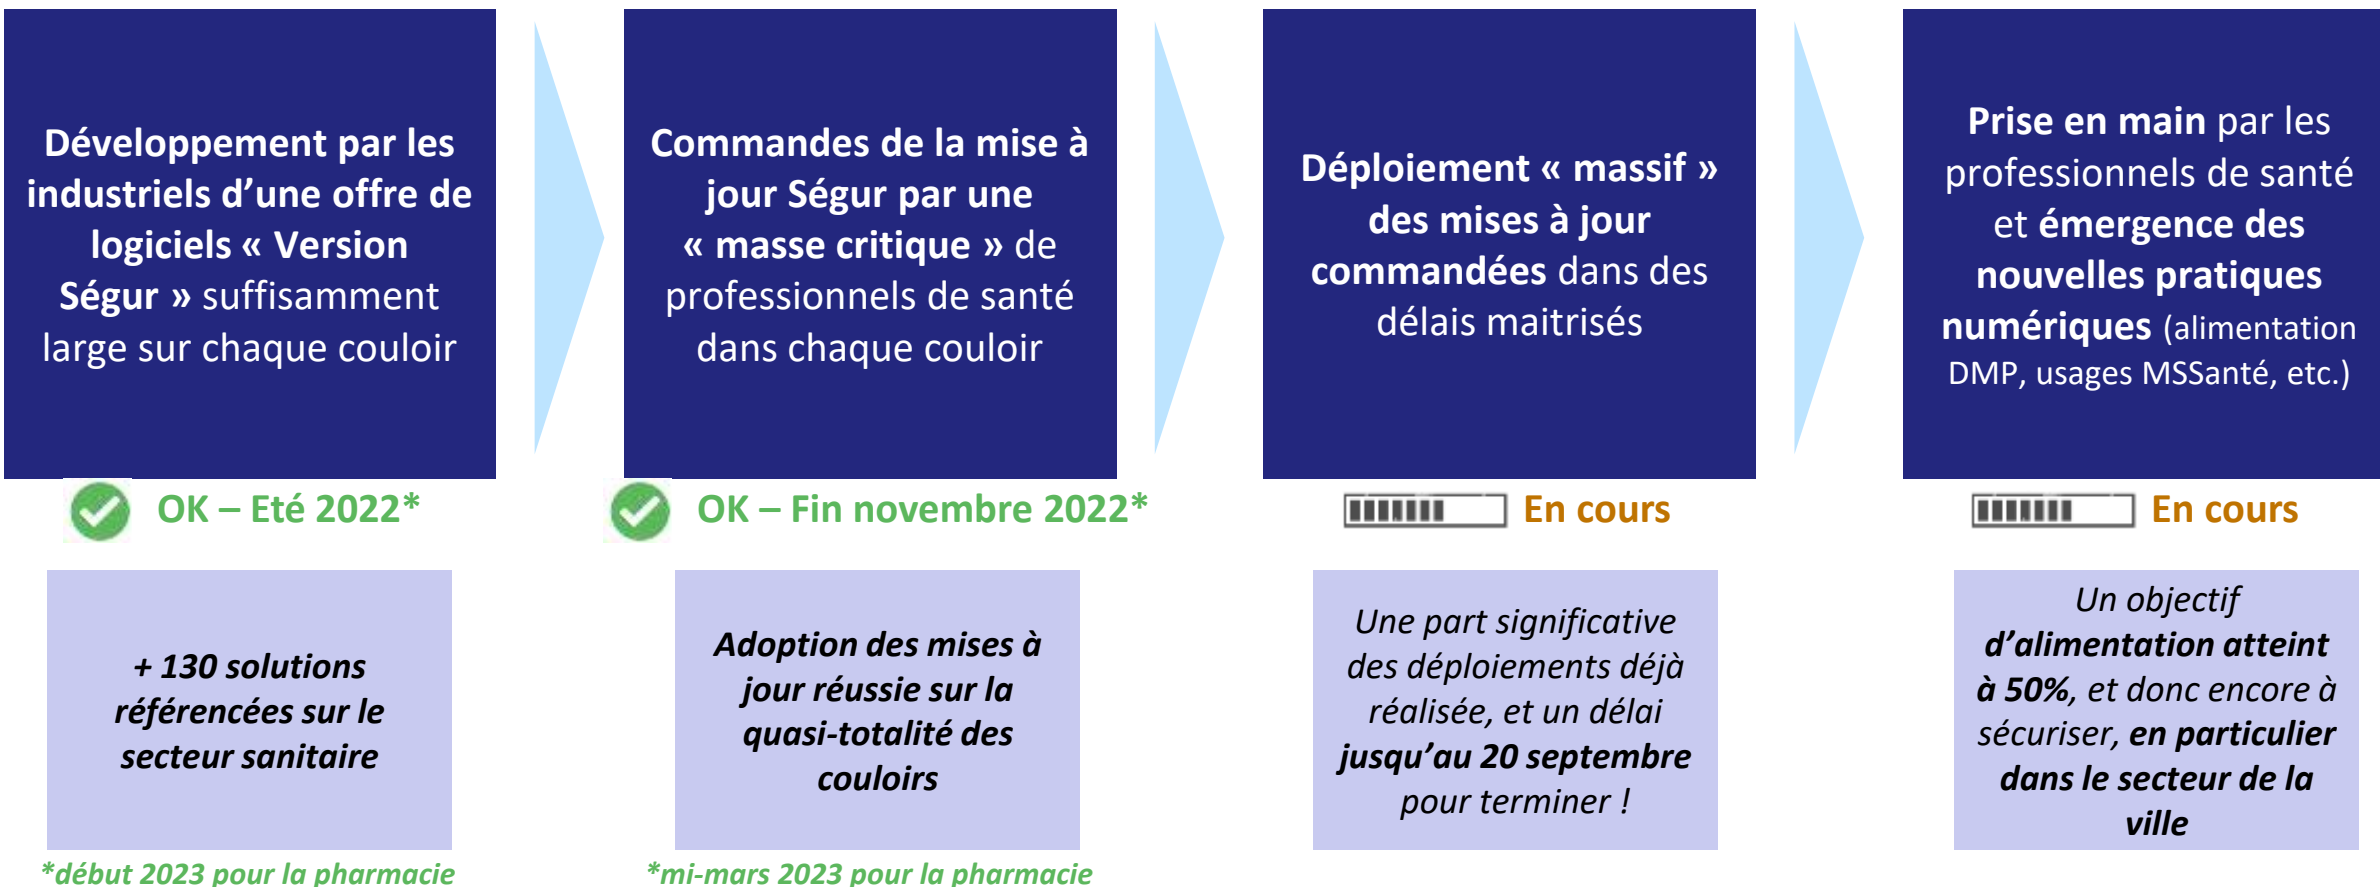 Développement par les
industriels d’une offre de
logiciels « Version
Ségur » suffisamment
large sur chaque couloir
Commandes de la mise à
jour Ségur par une
« masse critique » de
professionnels de santé
dans chaque couloir
Déploiement « massif »
des mises à jour
commandées dans des
délais maitrisés
Prise en main par les
professionnels de santé
et émergence des
nouvelles pratiques
numériques (alimentation
DMP, usages MSSanté, etc.)
OK – Eté 2022*
OK – Fin novembre 2022*
En cours
En cours
+ 130 solutions
référencées sur le
secteur sanitaire
Adoption des mises à
jour réussie sur la
quasi-totalité des
couloirs
Une part significative
des déploiements déjà
réalisée, et un délai
jusqu’au 20 septembre
pour terminer !
Un objectif
d’alimentation atteint
à 50%, et donc encore à
sécuriser, en particulier
dans le secteur de la
ville
*début 2023 pour la pharmacie
*mi-mars 2023 pour la pharmacie